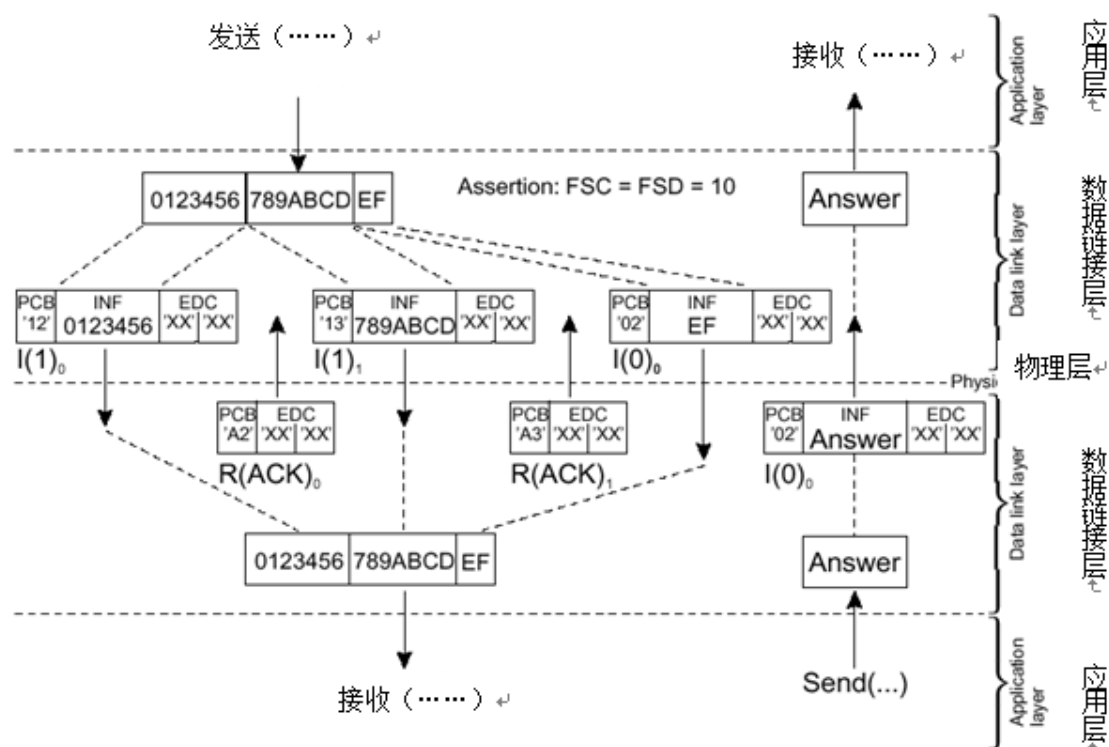 发送（……）
接收（……）
Application layer
应用层
0123456 789ABCD EF
Assertion: FSC = FSD = 10
Answer
Data link layer
数据链接层
PCB '12' INF 0123456 EDC 'XX' 'XX'
I(1)₀
PCB '13' INF 789ABCD EDC 'XX' 'XX'
I(1)₁
PCB '02' INF EF EDC 'XX' 'XX'
I(0)₀
Physi
物理层
PCB 'A2' EDC 'XX' 'XX'
R(ACK)₀
PCB 'A3' EDC 'XX' 'XX'
R(ACK)₁
PCB '02' INF Answer EDC 'XX' 'XX'
I(0)₀
Data link layer
数据链接层
0123456 789ABCD EF
Answer
接收（……）
Send(...)
Application layer
应用层